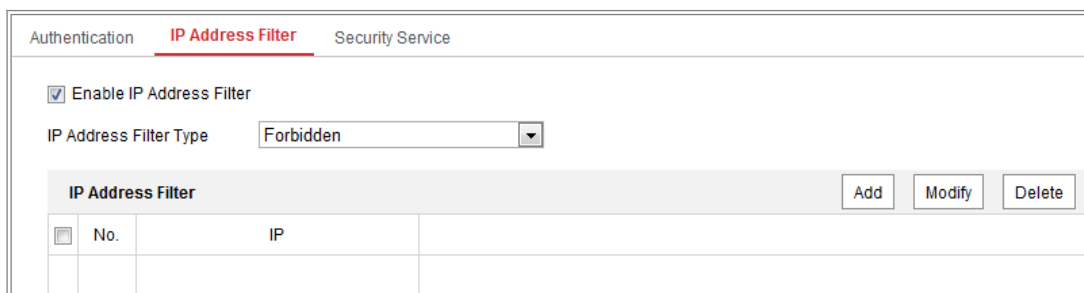 Authentication IP Address Filter Security Service
Enable IP Address Filter
IP Address Filter Type Forbidden
IP Address Filter Add Modify Delete
No. IP